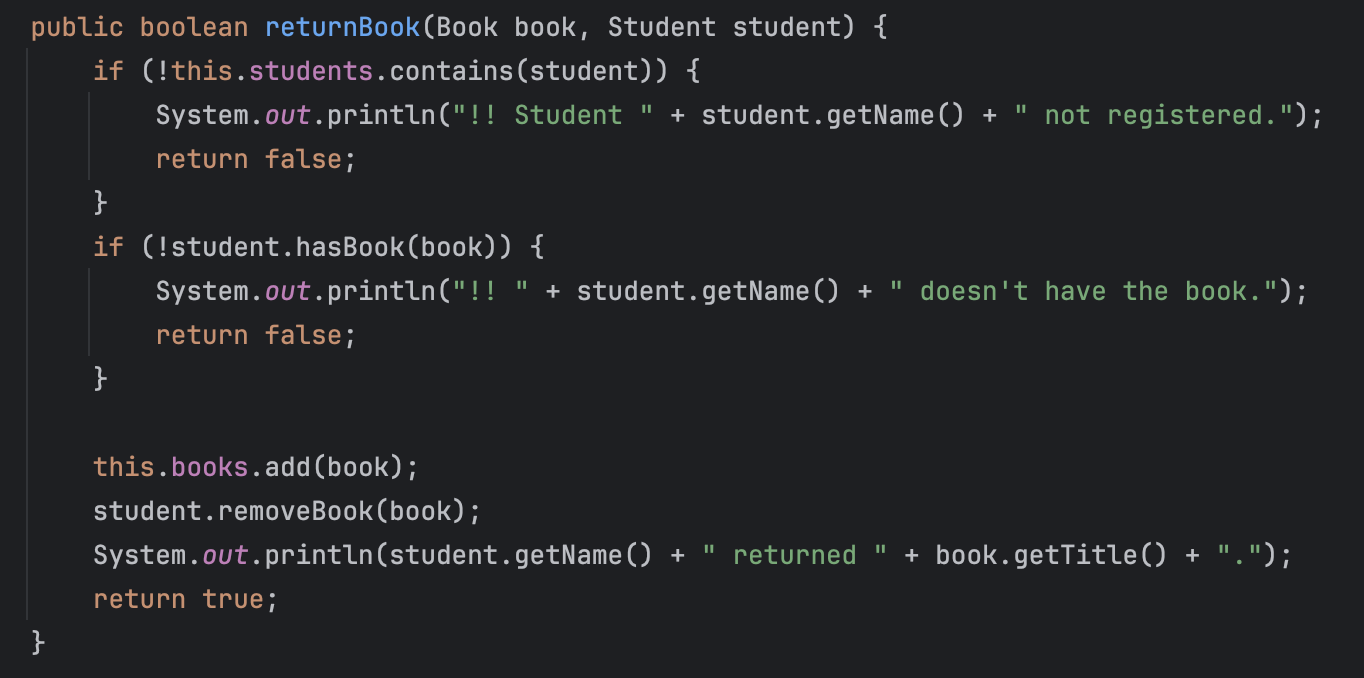 public boolean returnBook(Book book, Student student) {
    if (!this.students.contains(student)) {
        System.out.println("!! Student " + student.getName() + " not registered.");
        return false;
    }
    if (!student.hasBook(book)) {
        System.out.println("!! " + student.getName() + " doesn't have the book.");
        return false;
    }

    this.books.add(book);
    student.removeBook(book);
    System.out.println(student.getName() + " returned " + book.getTitle() + ".");
    return true;
}